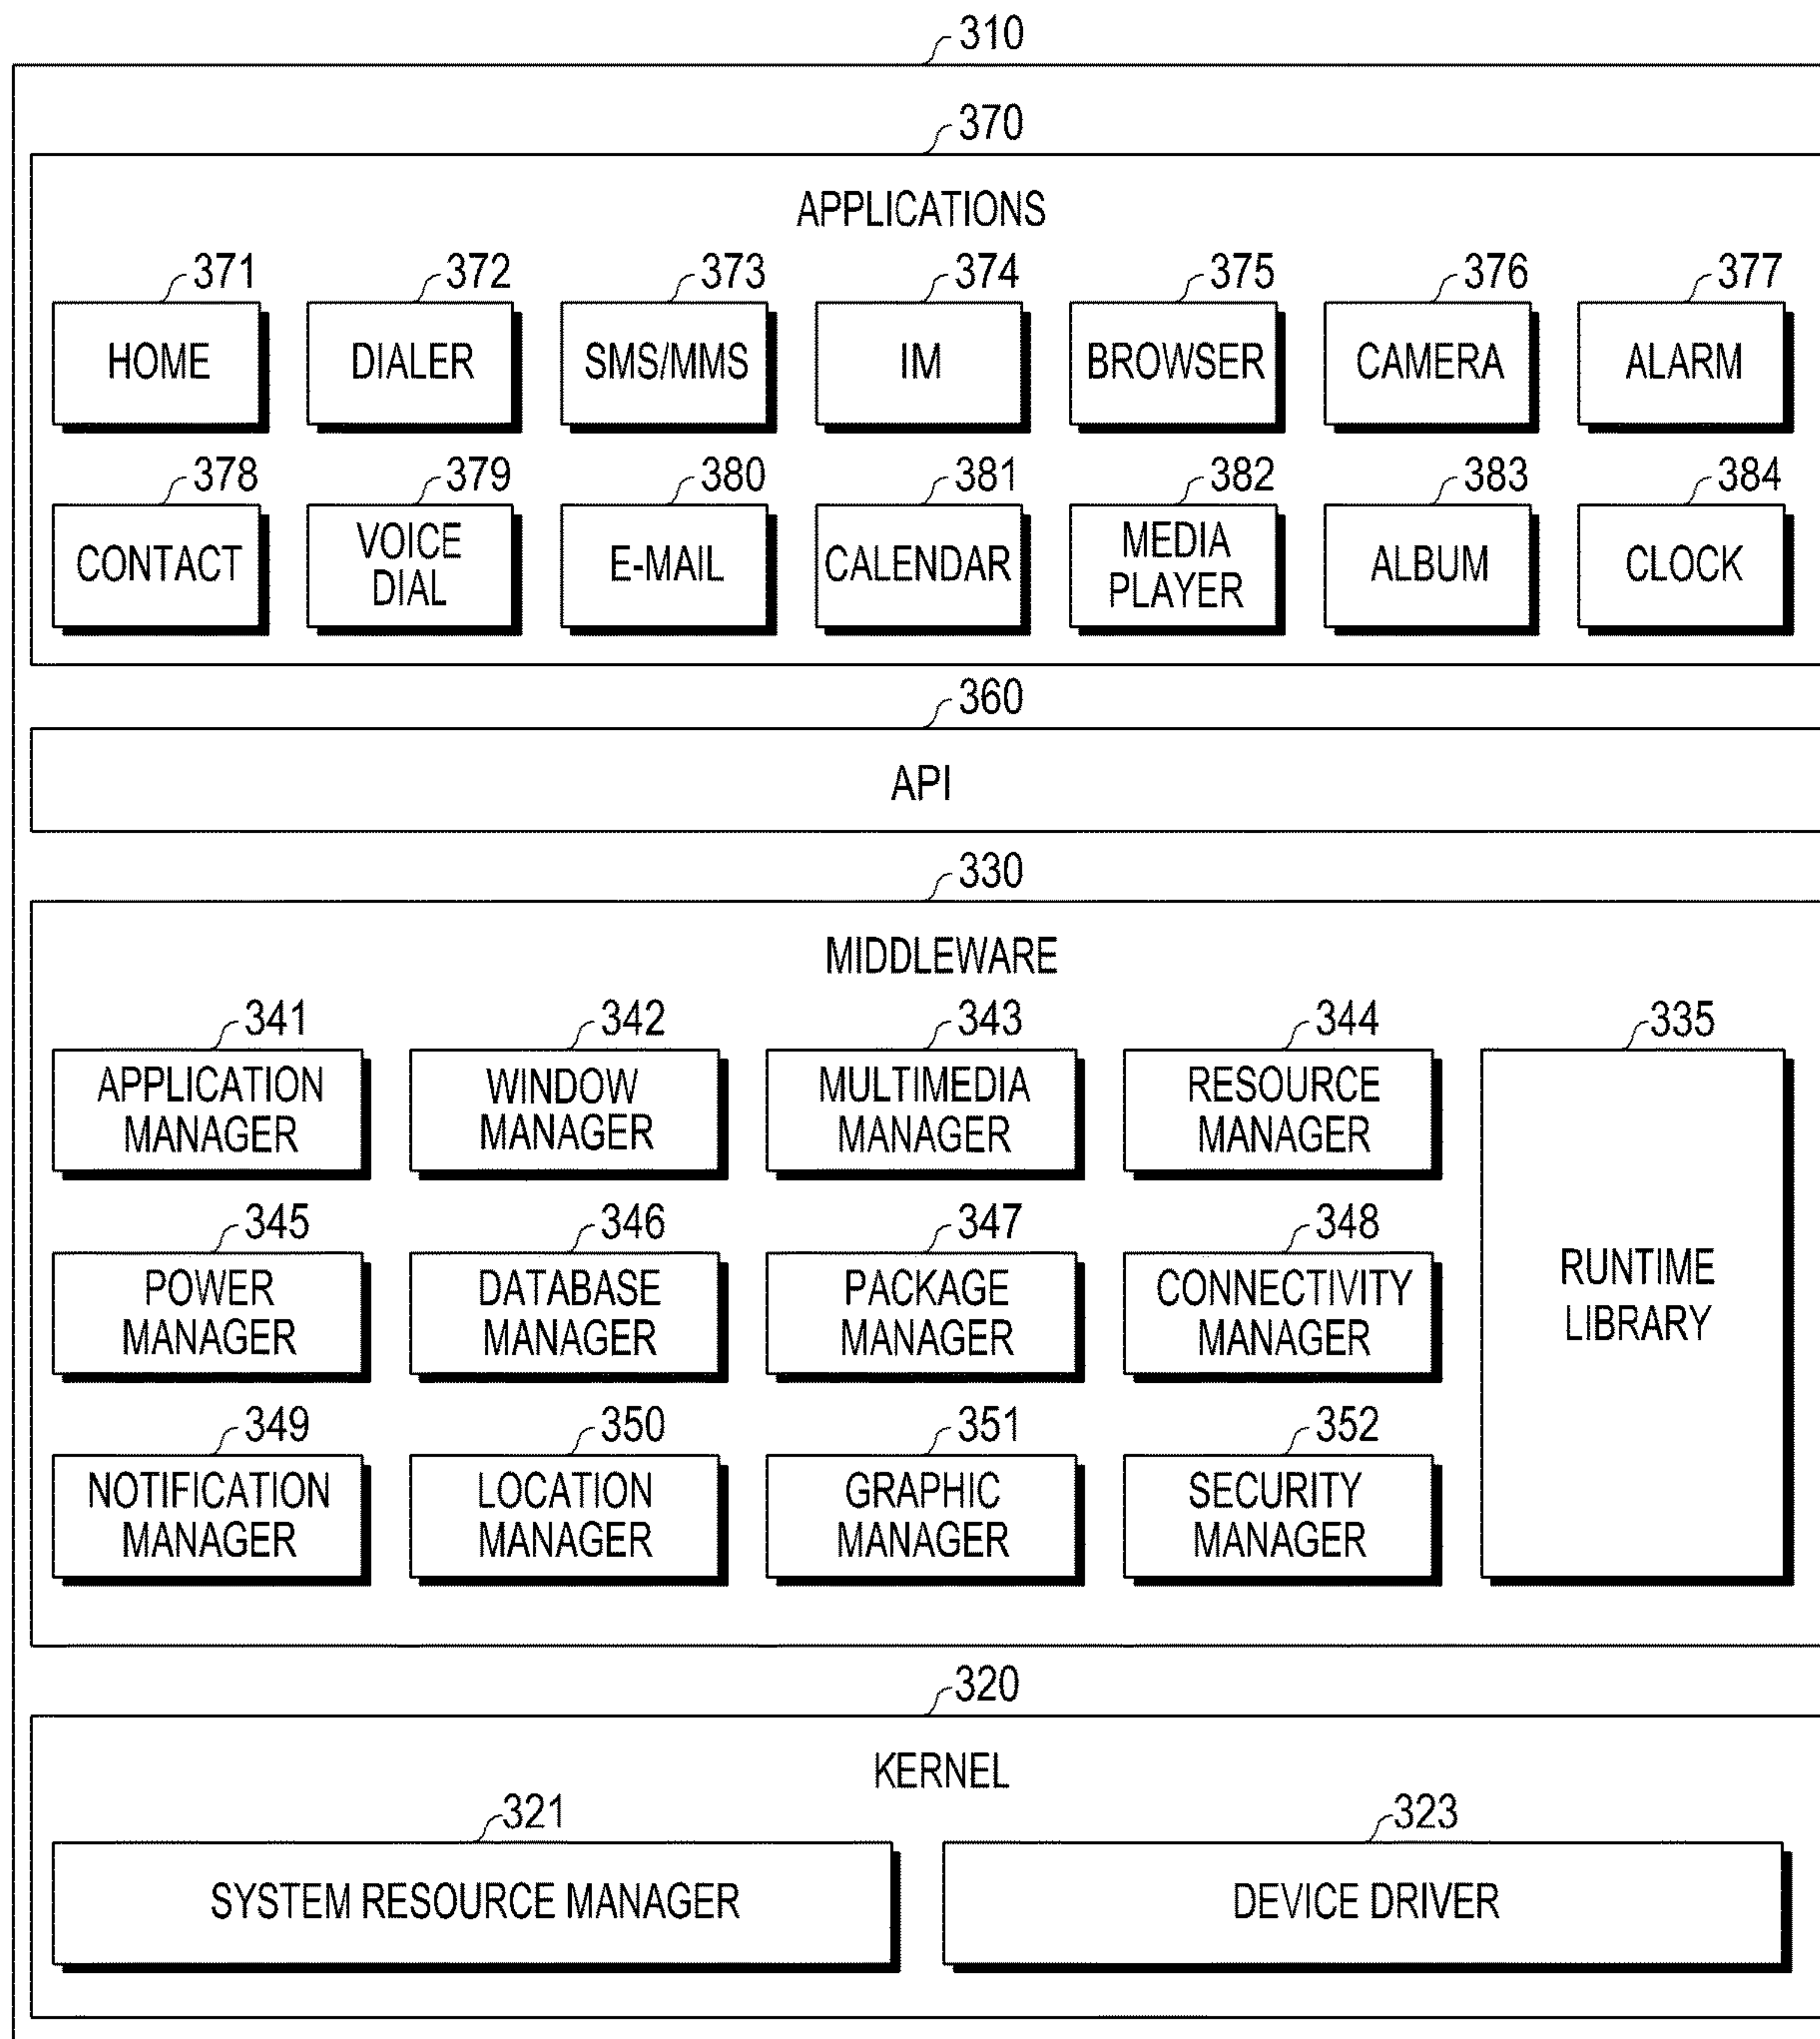 310
370
APPLICATIONS
371 372 373 374 375 376 377
HOME DIALER SMS/MMS IM BROWSER CAMERA ALARM
378 379 380 381 382 383 384
CONTACT VOICE DIAL E-MAIL CALENDAR MEDIA PLAYER ALBUM CLOCK
360
API
330
MIDDLEWARE
341 342 343 344 335
APPLICATION MANAGER WINDOW MANAGER MULTIMEDIA MANAGER RESOURCE MANAGER
345 346 347 348
POWER MANAGER DATABASE MANAGER PACKAGE MANAGER CONNECTIVITY MANAGER RUNTIME LIBRARY
349 350 351 352
NOTIFICATION MANAGER LOCATION MANAGER GRAPHIC MANAGER SECURITY MANAGER
320
KERNEL
321 323
SYSTEM RESOURCE MANAGER DEVICE DRIVER